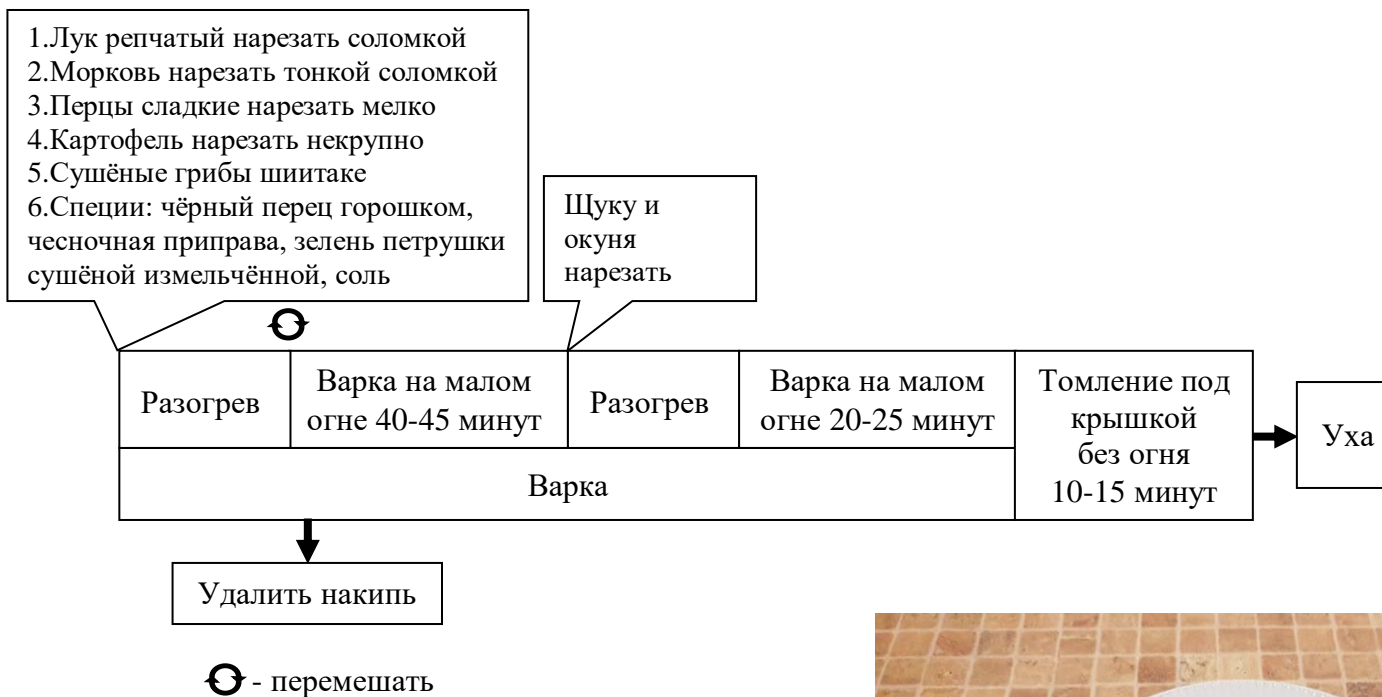 1.Лук репчатый нарезать соломкой
2.Морковь нарезать тонкой соломкой
3.Перцы сладкие нарезать мелко
4.Картофель нарезать некрупно
5.Сушёные грибы шиитаке
6.Специи: чёрный перец горошком,
чесночная приправа, зелень петрушки
сушёной измельчённой, соль
Щуку и
окуня
нарезать
Разогрев
Варка на малом
огне 40-45 минут
Разогрев
Варка на малом
огне 20-25 минут
Томление под
крышкой
без огня
10-15 минут
Уха
Варка
Удалить накипь
- перемешать